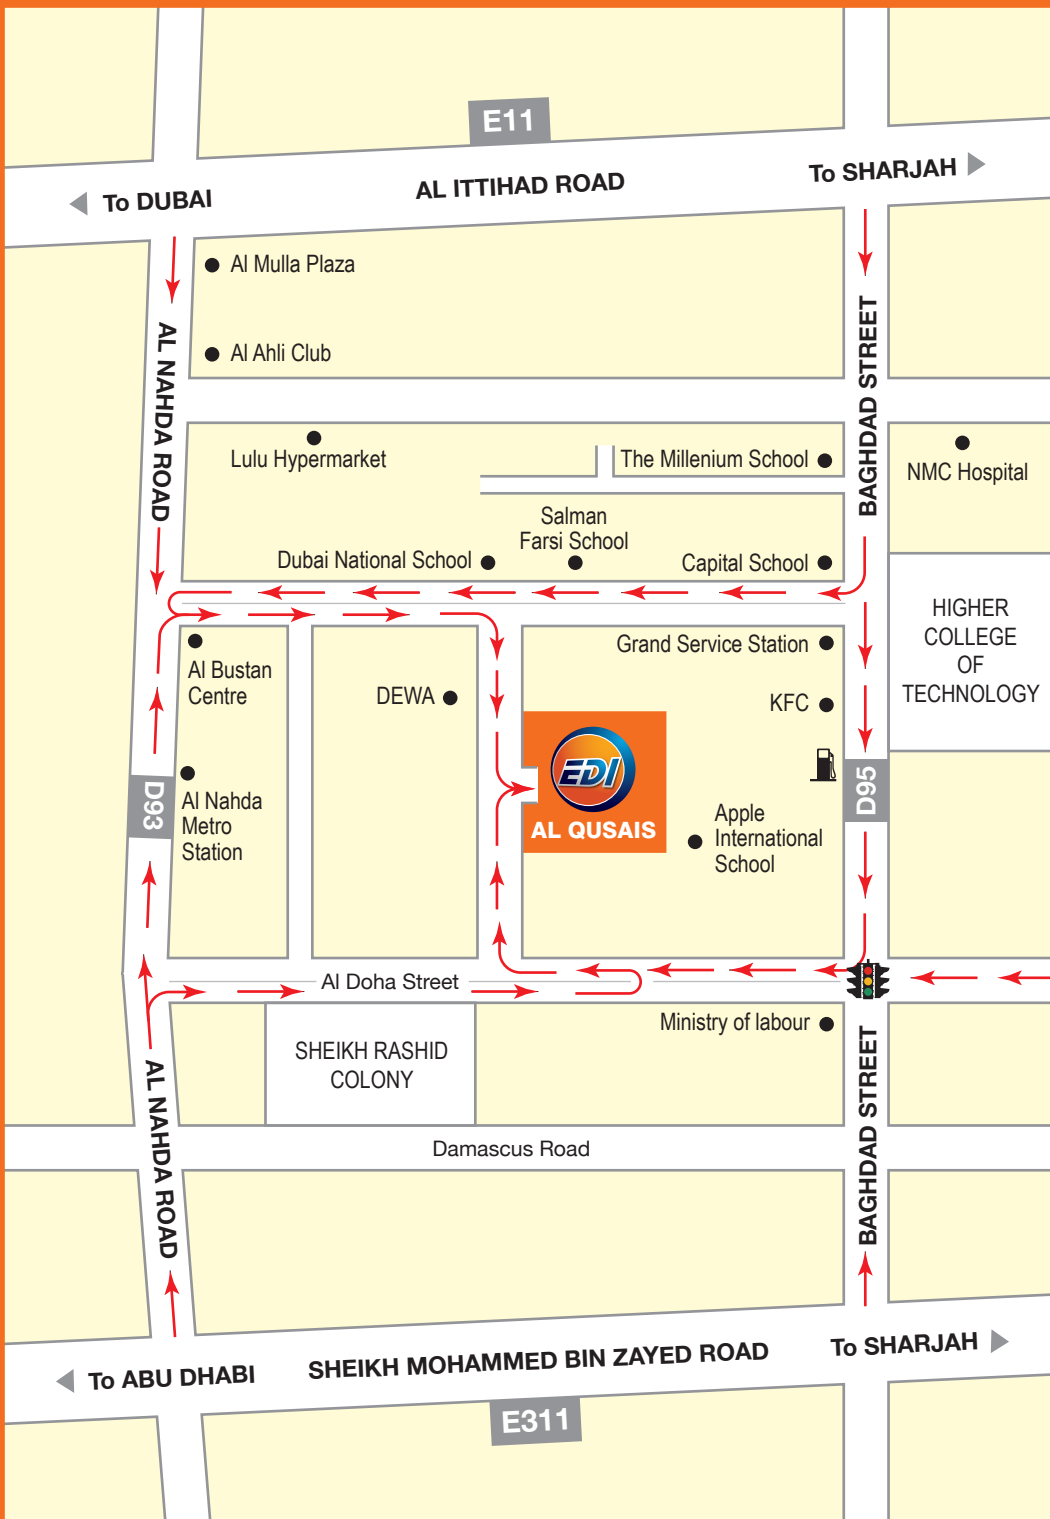 E11
To DUBAI
AL ITTIHAD ROAD
To SHARJAH
Al Mulla Plaza
Al Ahli Club
AL NAHDA ROAD
BAGHDAD STREET
Lulu Hypermarket
The Millenium School
NMC Hospital
Salman
Farsi School
Dubai National School
Capital School
HIGHER
COLLEGE
OF
TECHNOLOGY
Al Bustan
Centre
DEWA
Grand Service Station
KFC
D93
Al Nahda
Metro
Station
EDI
AL QUSAIS
D95
Apple
International
School
Al Doha Street
SHEIKH RASHID
COLONY
Ministry of labour
AL NAHDA ROAD
BAGHDAD STREET
Damascus Road
To ABU DHABI
SHEIKH MOHAMMED BIN ZAYED ROAD
To SHARJAH
E311